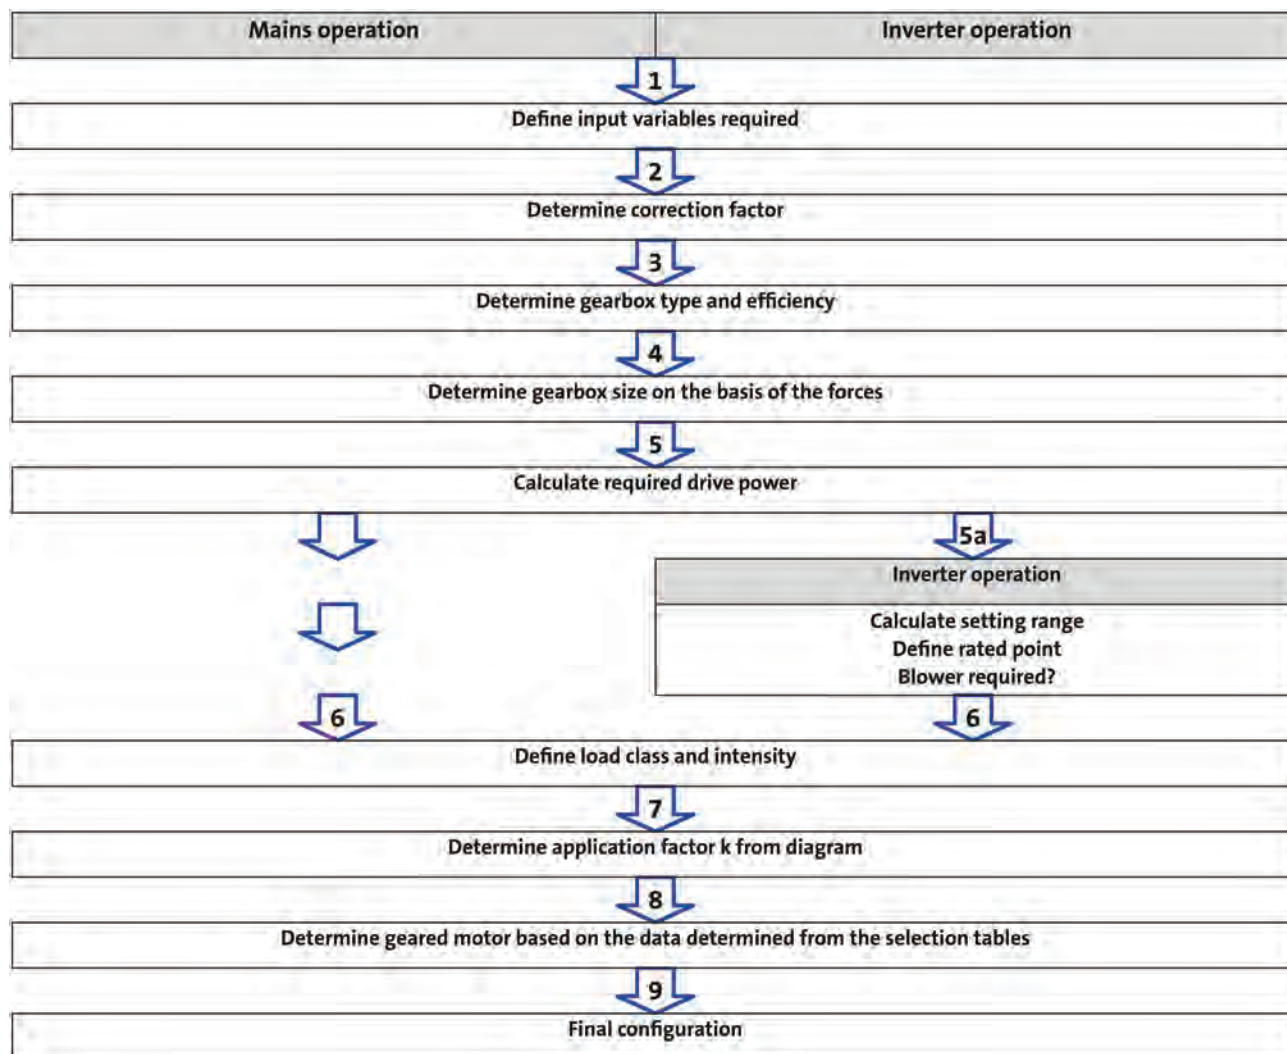 Mains operation
Inverter operation
1
Define input variables required
2
Determine correction factor
3
Determine gearbox type and efficiency
4
Determine gearbox size on the basis of the forces
5
Calculate required drive power
5a
Inverter operation
Calculate setting range
Define rated point
Blower required?
6
6
Define load class and intensity
7
Determine application factor k from diagram
8
Determine geared motor based on the data determined from the selection tables
9
Final configuration